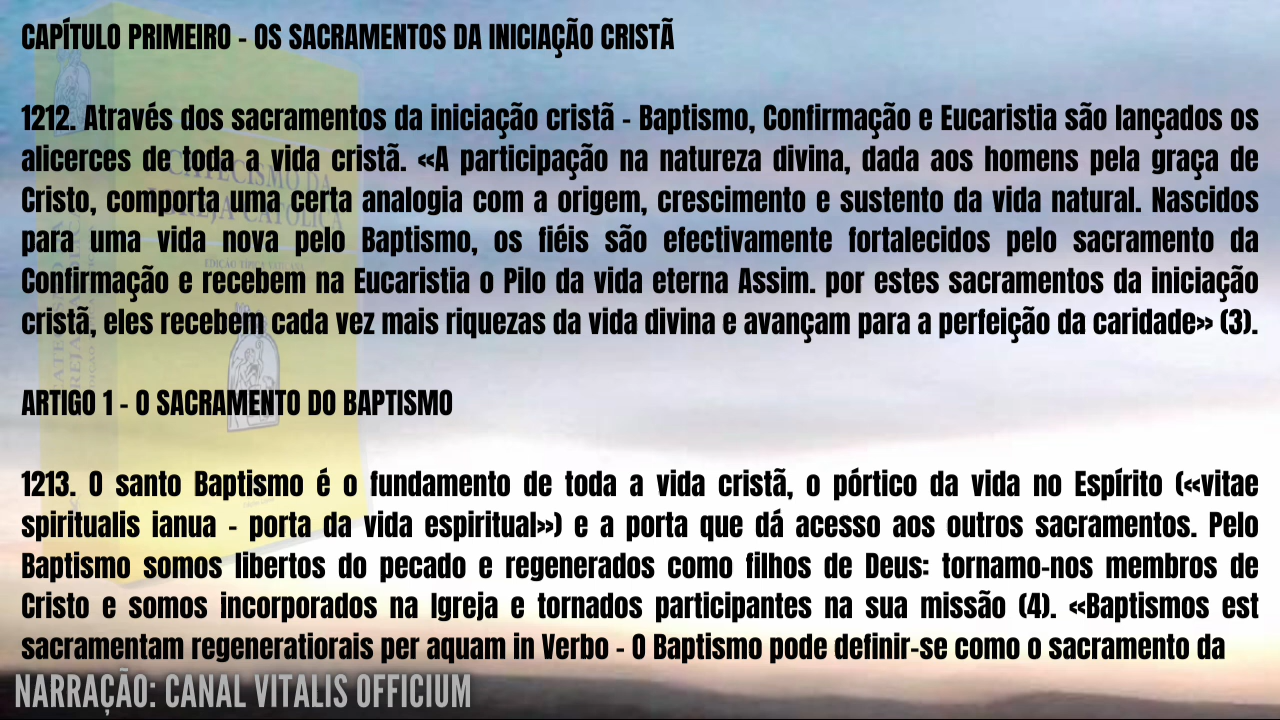 CAPÍTULO PRIMEIRO - OS SACRAMENTOS DA INICIAÇÃO CRISTÃ
1212. Através dos sacramentos da iniciação cristã - Baptismo, Confirmação e Eucaristia são lançados os
alicerces de toda a vida cristã. «A participação na natureza divina, dada aos homens pela graça de
Cristo, comporta uma certa analogia com a origem, crescimento e sustento da vida natural. Nascidos
para uma vida nova pelo Baptismo, os fiéis são efectivamente fortalecidos pelo sacramento da
Confirmação e recebem na Eucaristia o Pilo da vida eterna Assim. por estes sacramentos da iniciação
cristã, eles recebem cada vez mais riquezas da vida divina e avançam para a perfeição da caridade» (3).
ARTIGO 1 - O SACRAMENTO DO BAPTISMO
1213. O santo Baptismo é o fundamento de toda a vida cristã, o pórtico da vida no Espírito («vitae
spiritualis ianua - porta da vida espiritual») e a porta que dá acesso aos outros sacramentos. Pelo
Baptismo somos libertos do pecado e regenerados como filhos de Deus: tornamo-nos membros de
Cristo e somos incorporados na Igreja e tornados participantes na sua missão (4). «Baptismos est
sacramentam regeneratiorais per aquam in Verbo - O Baptismo pode definir-se como o sacramento da
NARRAÇÃO: CANAL VITALIS OFFICIUM
CATECISMO DA
IGREJA CATÓLICA